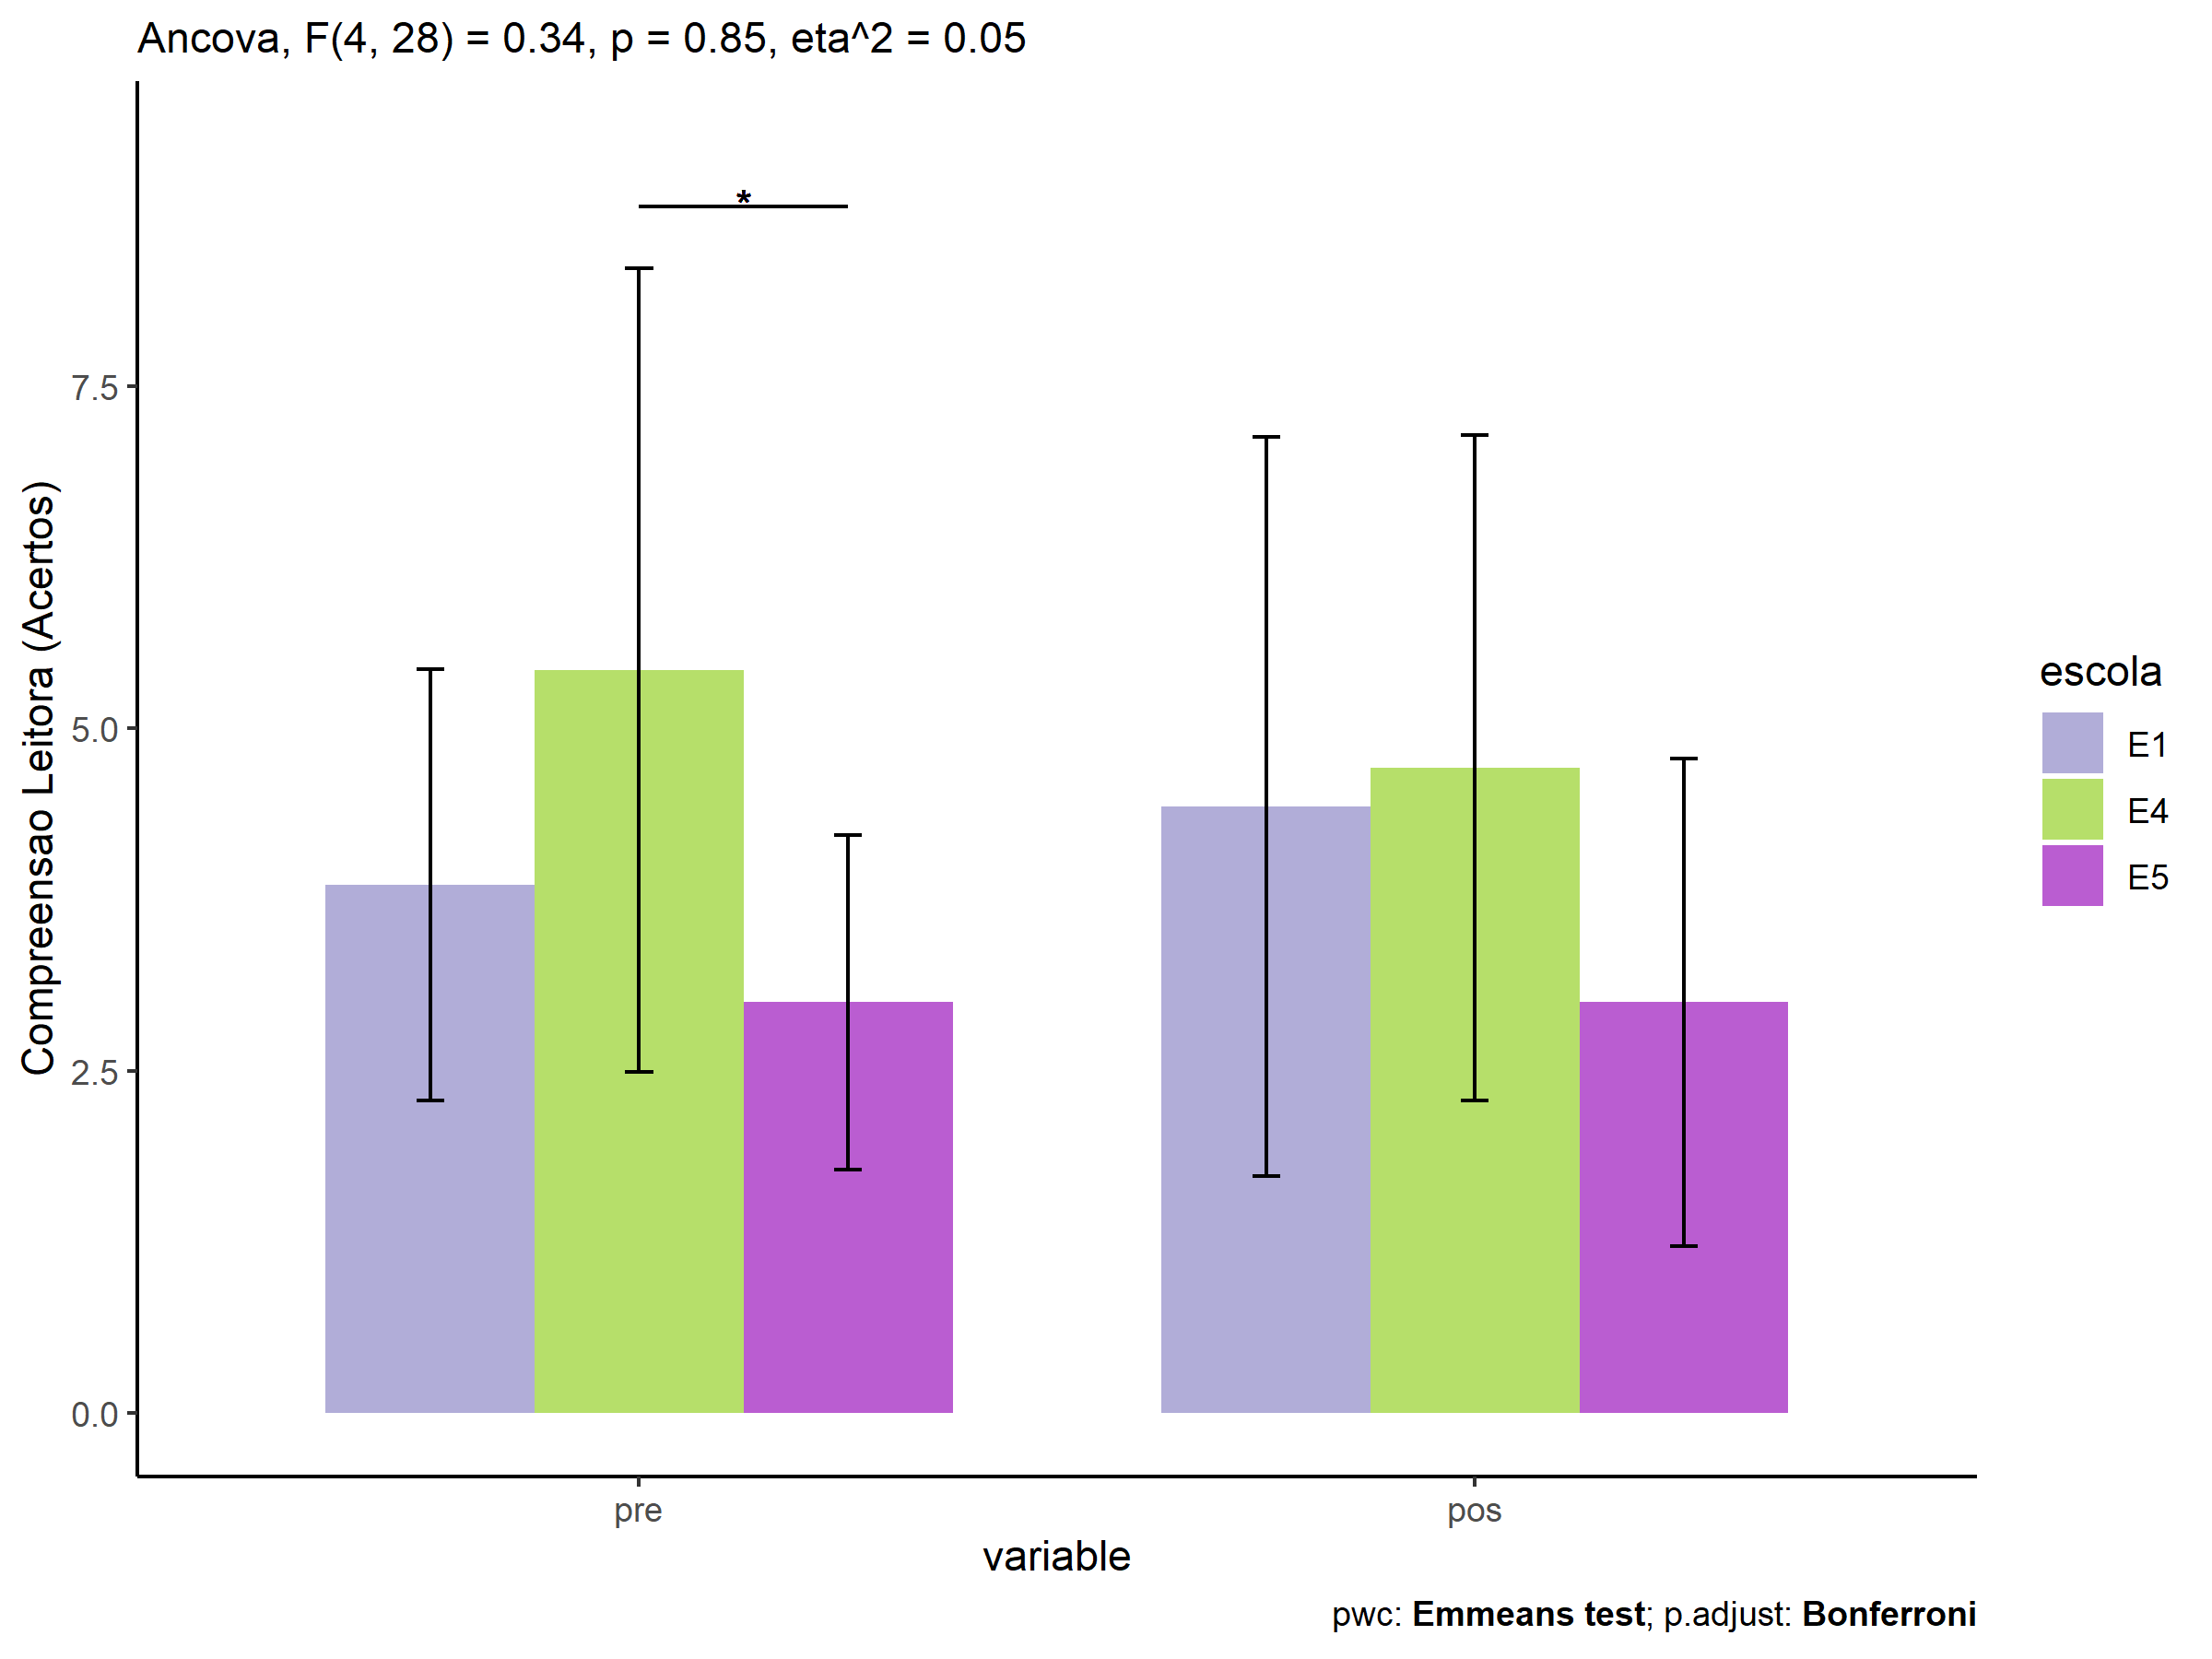 Ancova, F(4, 28) = 0.34, p = 0.85, eta^2 = 0.05
*
7.5
5.0
2.5
0.0
Compreensao Leitora (Acertos)
pre
pos
variable
escola
E1
E4
E5
pwc: Emmeans test; p.adjust: Bonferroni